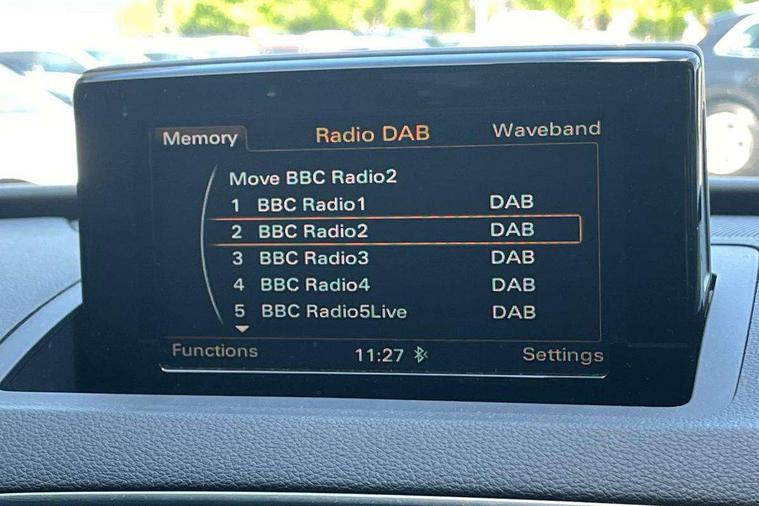 Memory Radio DAB Waveband
Move BBC Radio2
1 BBC Radio1 DAB
2 BBC Radio2 DAB
3 BBC Radio3 DAB
4 BBC Radio4 DAB
5 BBC Radio5Live DAB
Functions 11:27 Settings